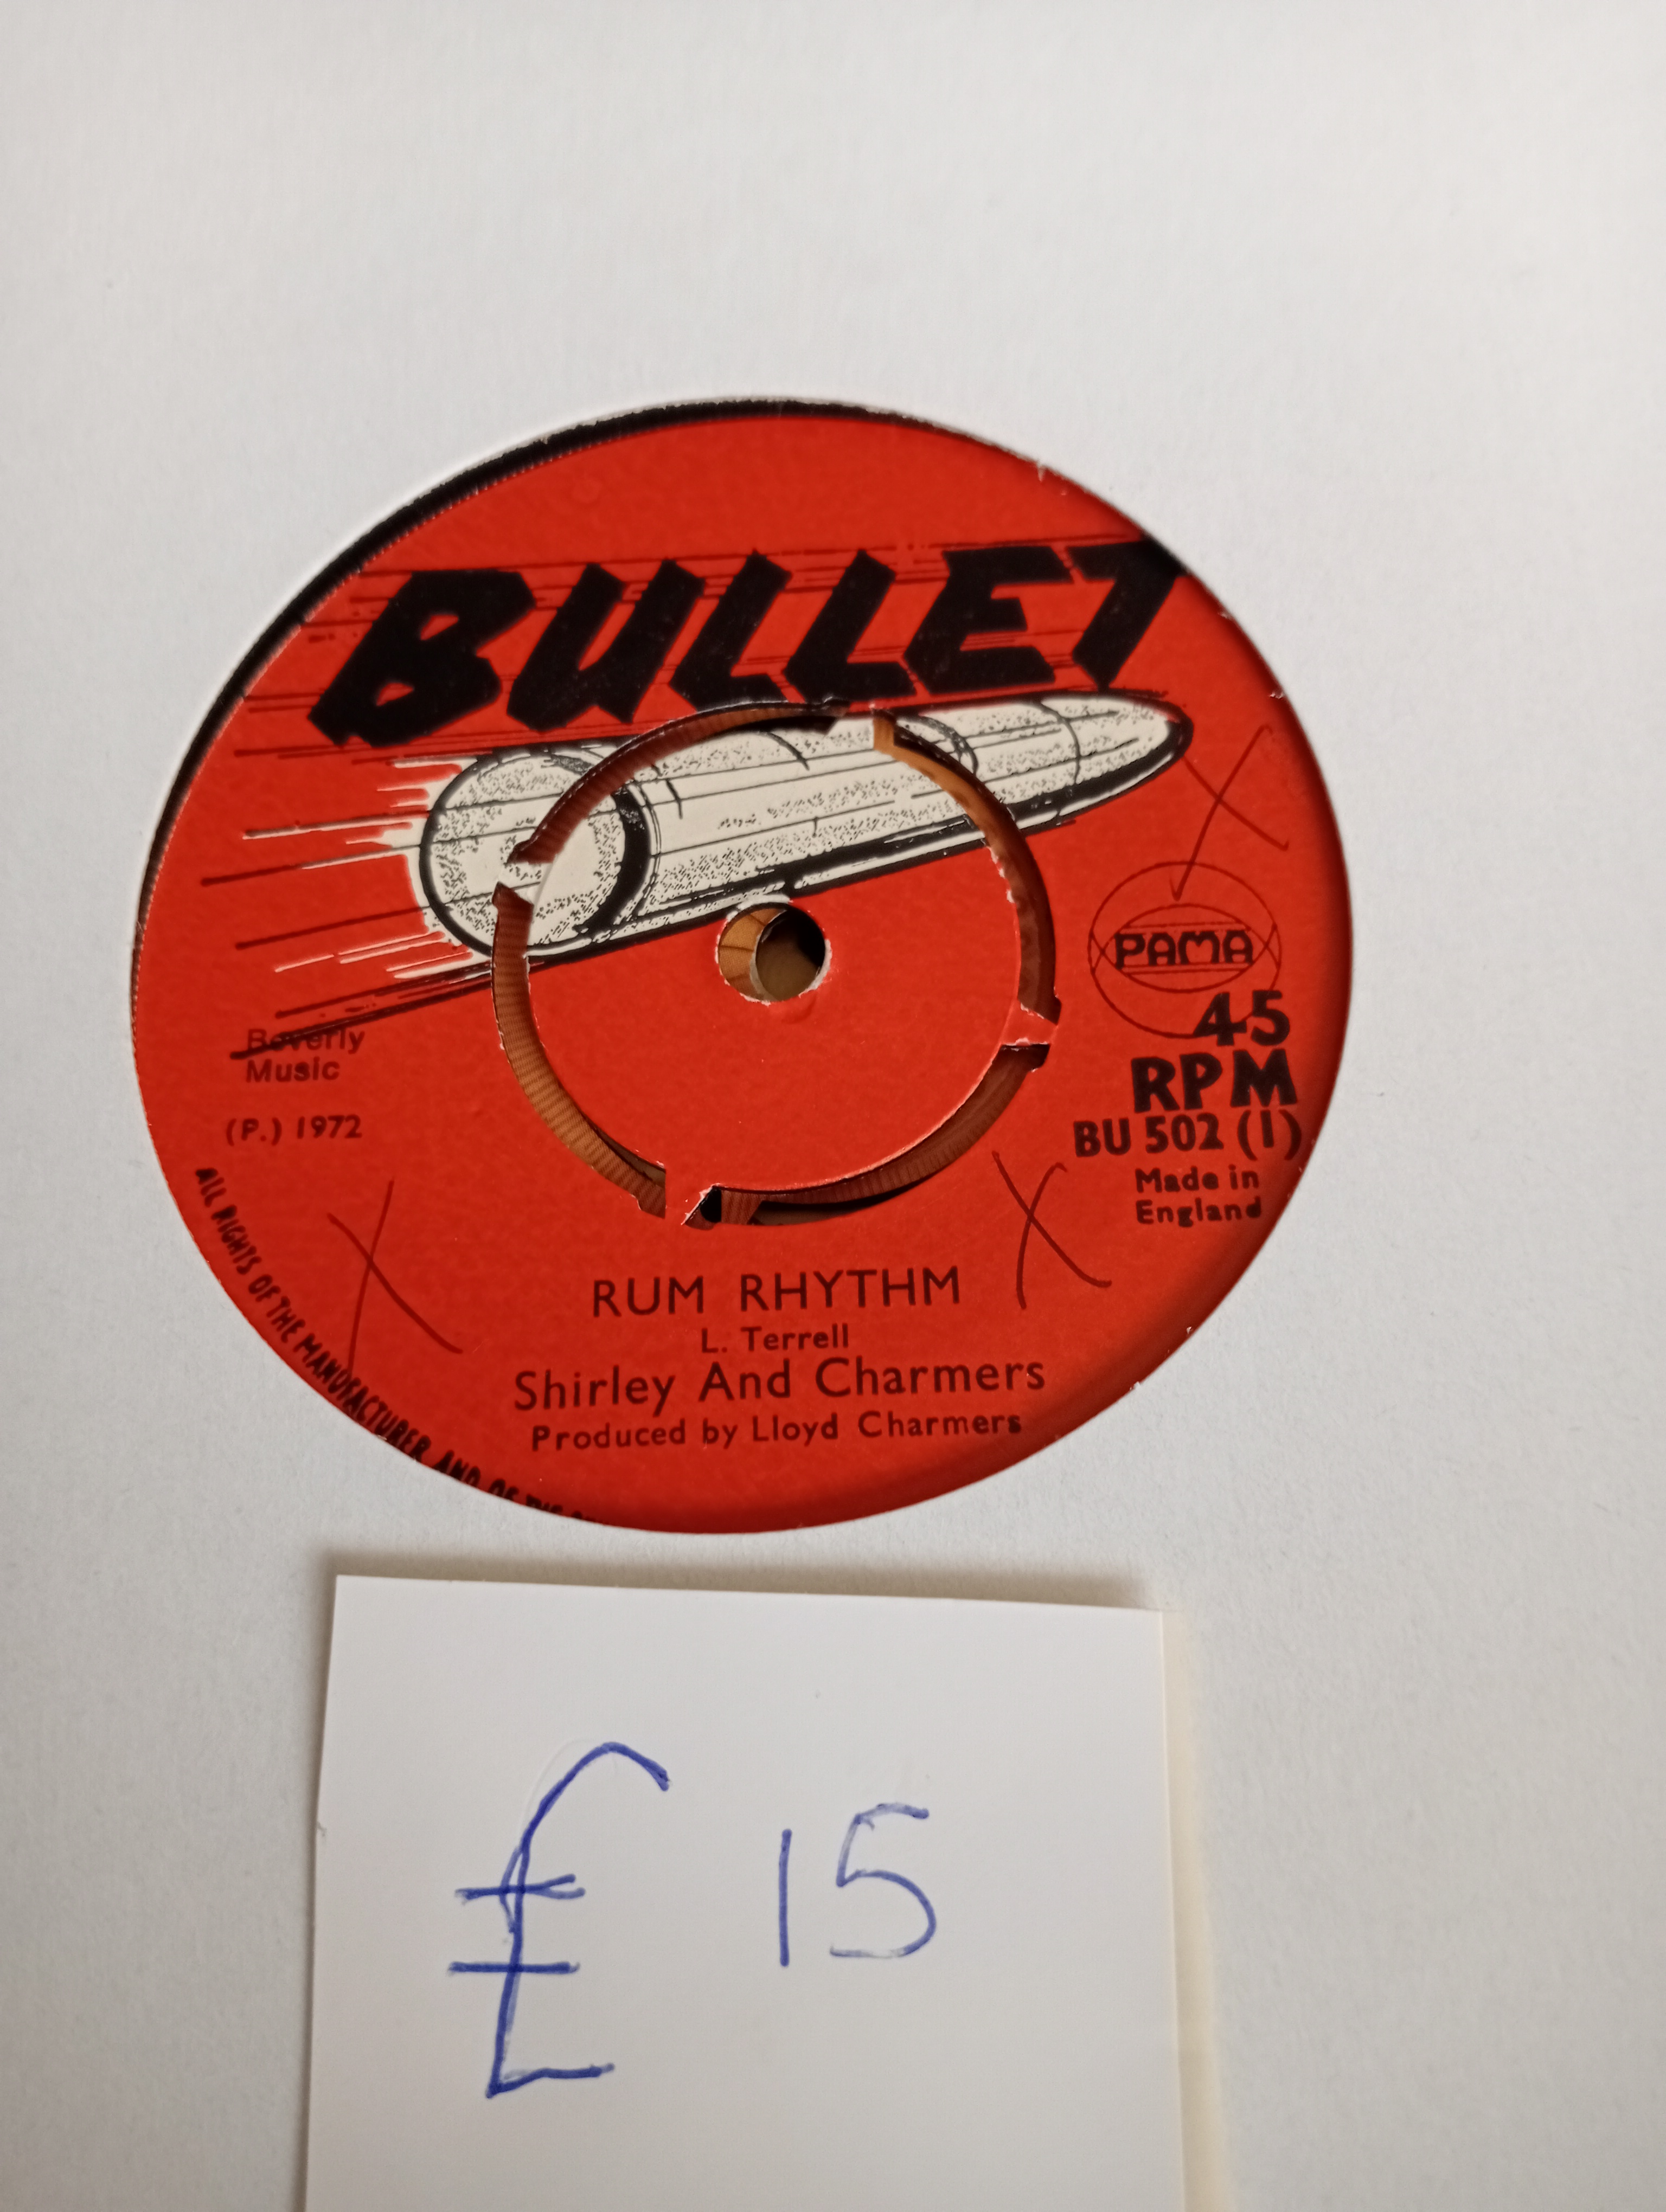 BULLET
PAMA
45
RPM
BU 502 (1)
Made in
England
Beverly
Music
(P.) 1972
ALL RIGHTS OF THE MANUFACTURER AND OF THE
RUM RHYTHM
L. Terrell
Shirley And Charmers
Produced by Lloyd Charmers
£ 15